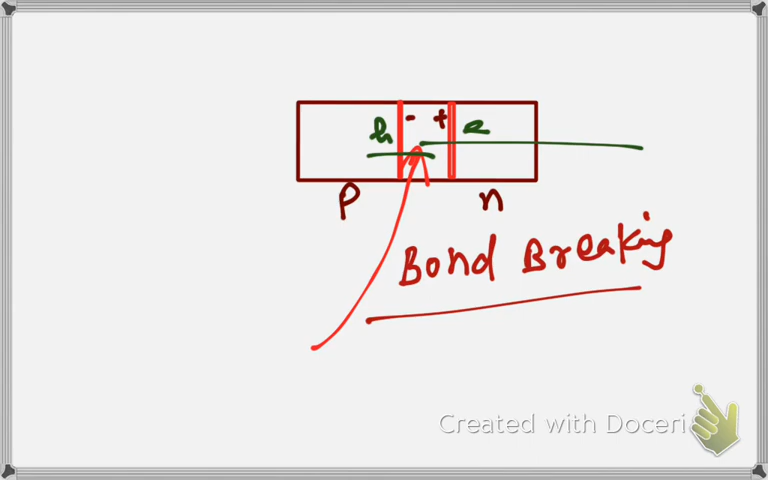 h - + e
P n
Bond Breaking
Created with Doceri